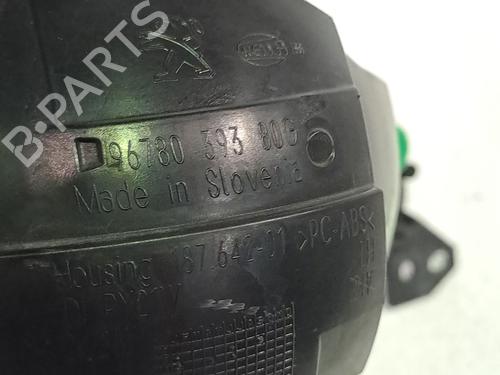 HELLA
B-PARTS
96780 393 80G
Made in Slovenia
Housing 187 642-01 >PC-ABS<